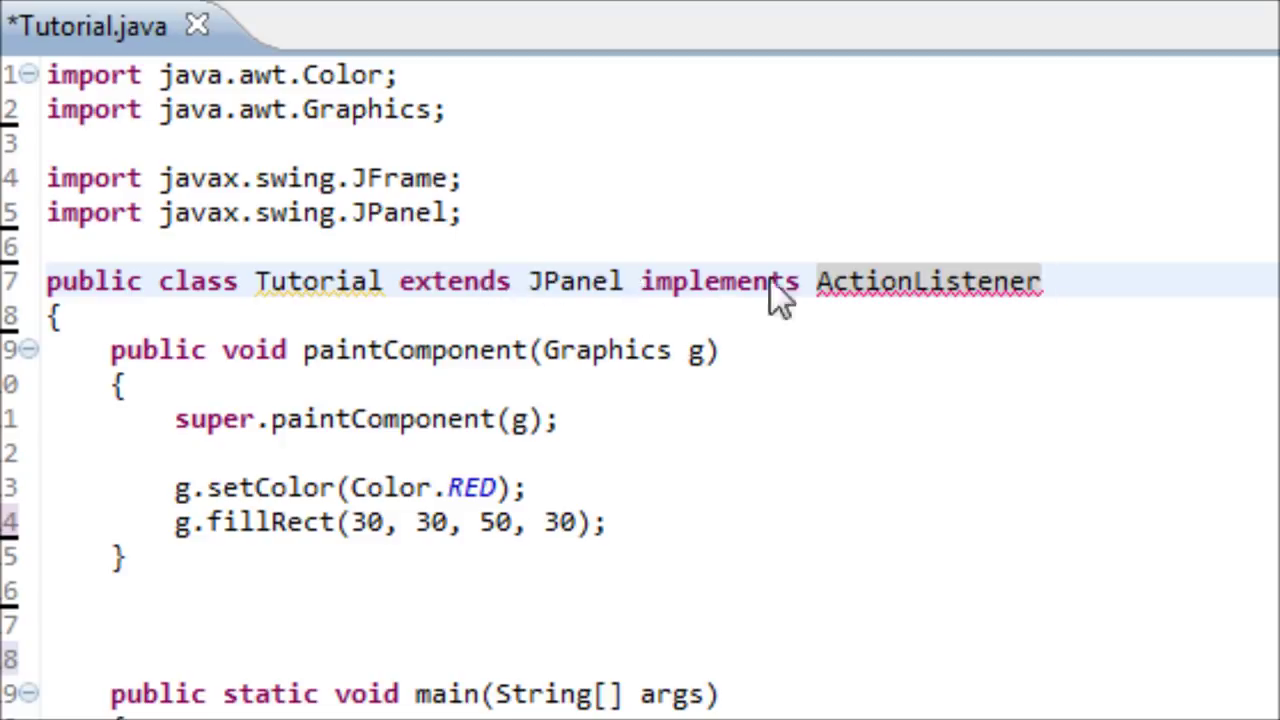 *Tutorial.java
1 import java.awt.Color;
2 import java.awt.Graphics;
3
4 import javax.swing.JFrame;
5 import javax.swing.JPanel;
6
7 public class Tutorial extends JPanel implements ActionListener
8 {
9 public void paintComponent(Graphics g)
0 {
1 super.paintComponent(g);
2
3 g.setColor(Color.RED);
4 g.fillRect(30, 30, 50, 30);
5 }
6
7
8
9 public static void main(String[] args)